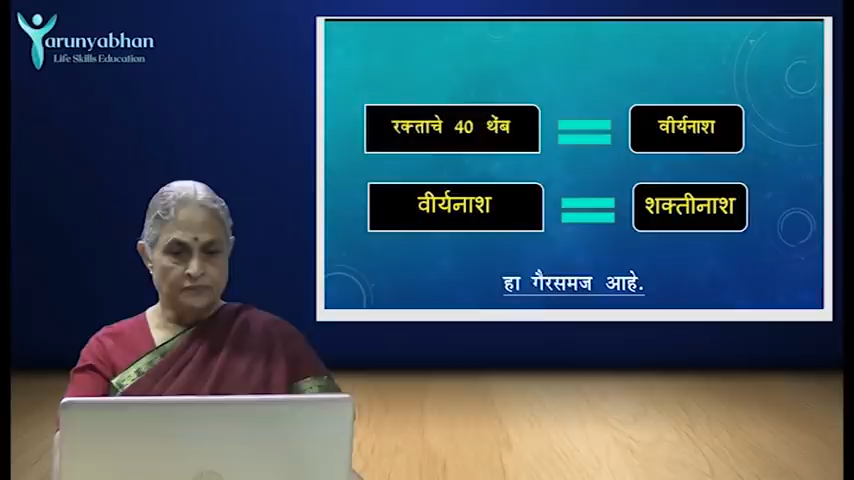 Tarunyabhan
Life Skills Education
रक्ताचे 40 थेंब = वीर्यनाश
वीर्यनाश = शक्तीनाश
हा गैरसमज आहे.